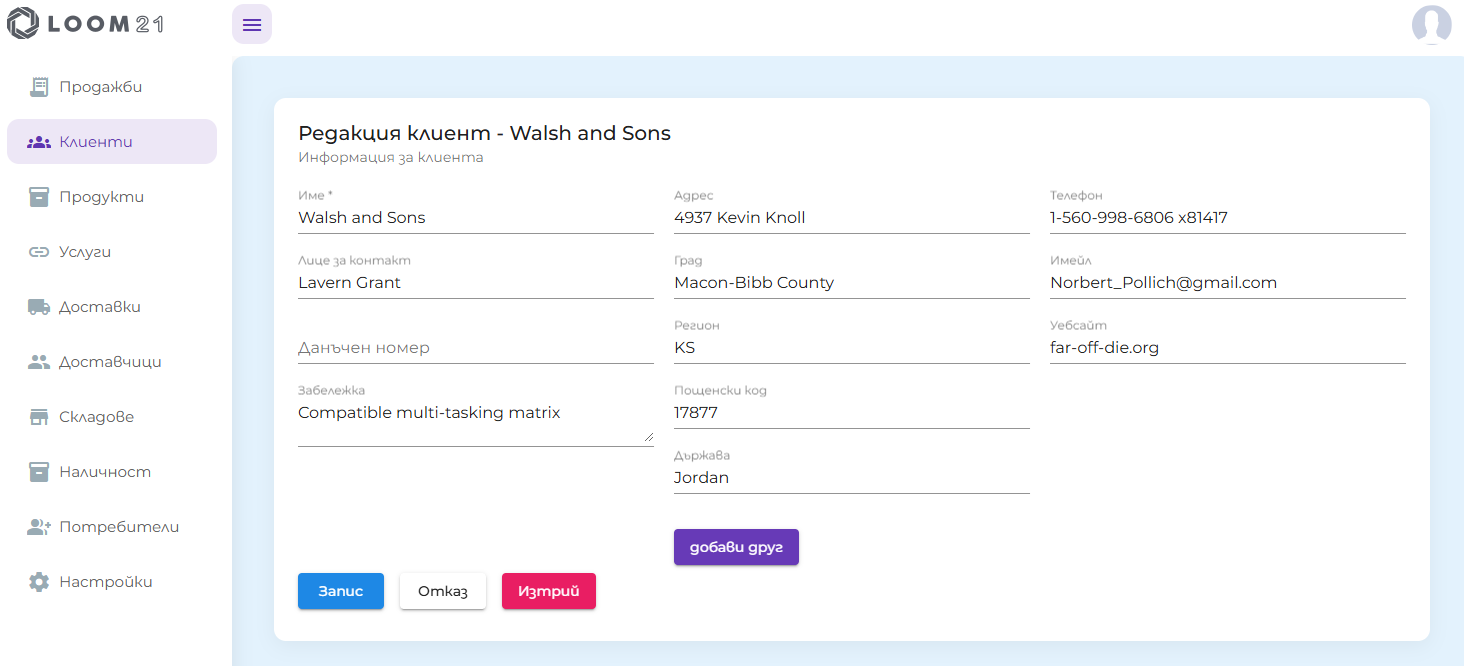 LOOM21
Продажби
Клиенти
Продукти
Услуги
Доставки
Доставчици
Складове
Наличност
Потребители
Настройки
Редакция клиент - Walsh and Sons
Информация за клиента
Име *
Walsh and Sons
Лице за контакт
Lavern Grant
Данъчен номер
Забележка
Compatible multi-tasking matrix
Адрес
4937 Kevin Knoll
Град
Macon-Bibb County
Регион
KS
Пощенски код
17877
Държава
Jordan
добави друг
Телефон
1-560-998-6806 x81417
Имейл
Norbert_Pollich@gmail.com
Уебсайт
far-off-die.org
Запис
Отказ
Изтрий